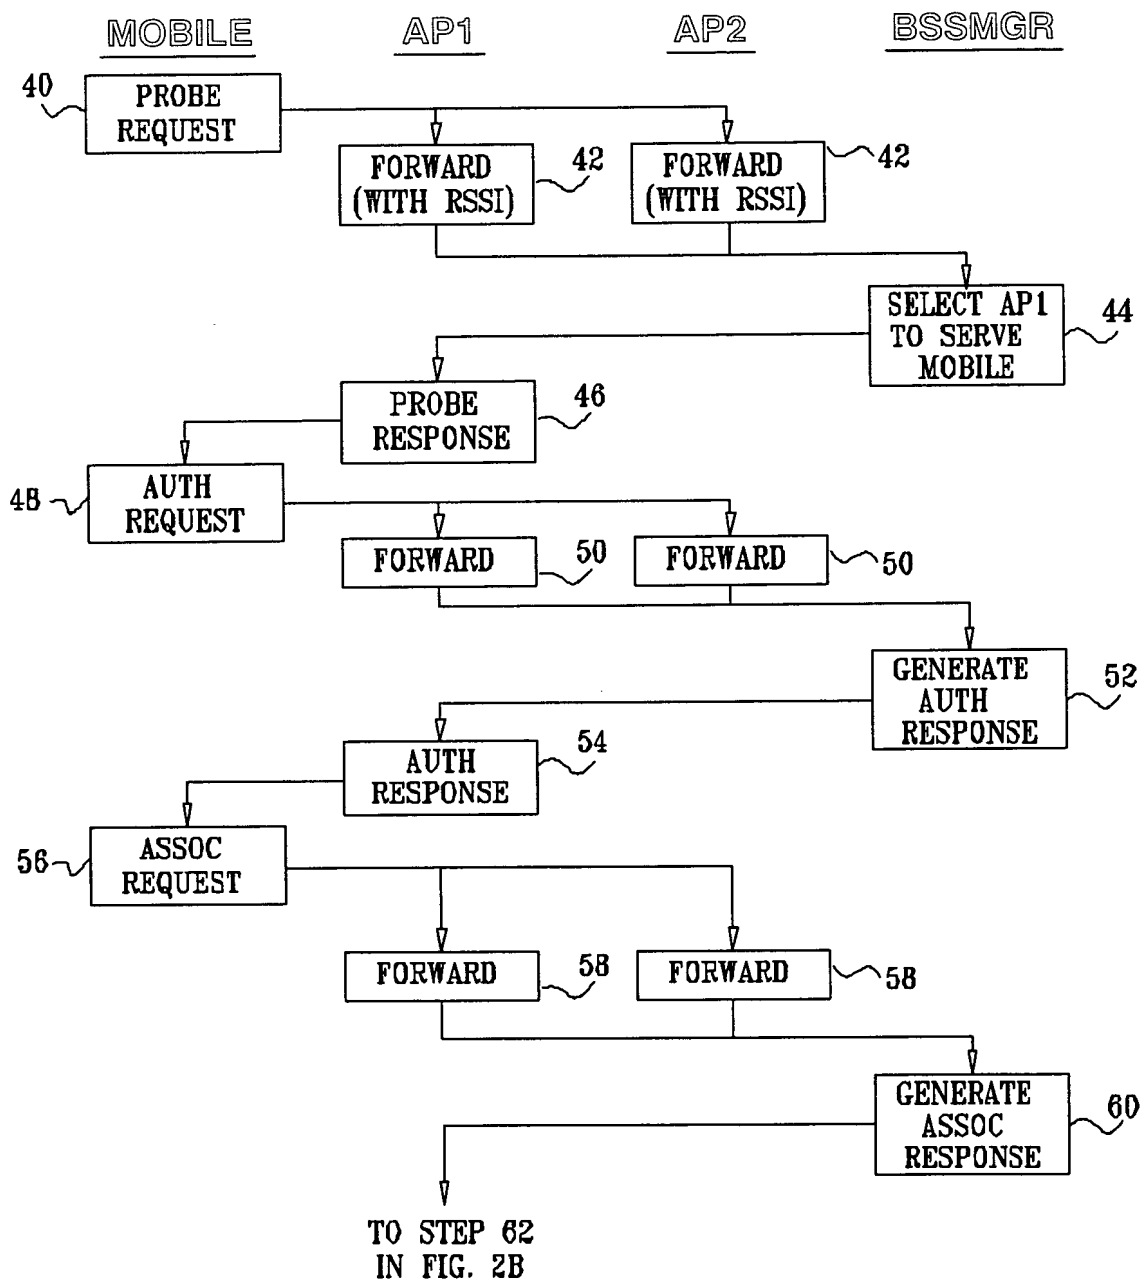 MOBILE AP1 AP2 BSSMGR
40
PROBE
REQUEST
FORWARD
(WITH RSSI)
42
FORWARD
(WITH RSSI)
42
SELECT AP1
TO SERVE
MOBILE
44
PROBE
RESPONSE
46
48
AUTH
REQUEST
FORWARD
50
FORWARD
50
GENERATE
AUTH
RESPONSE
52
AUTH
RESPONSE
54
56
ASSOC
REQUEST
FORWARD
58
FORWARD
58
GENERATE
ASSOC
RESPONSE
60
TO STEP 62
IN FIG. 2B